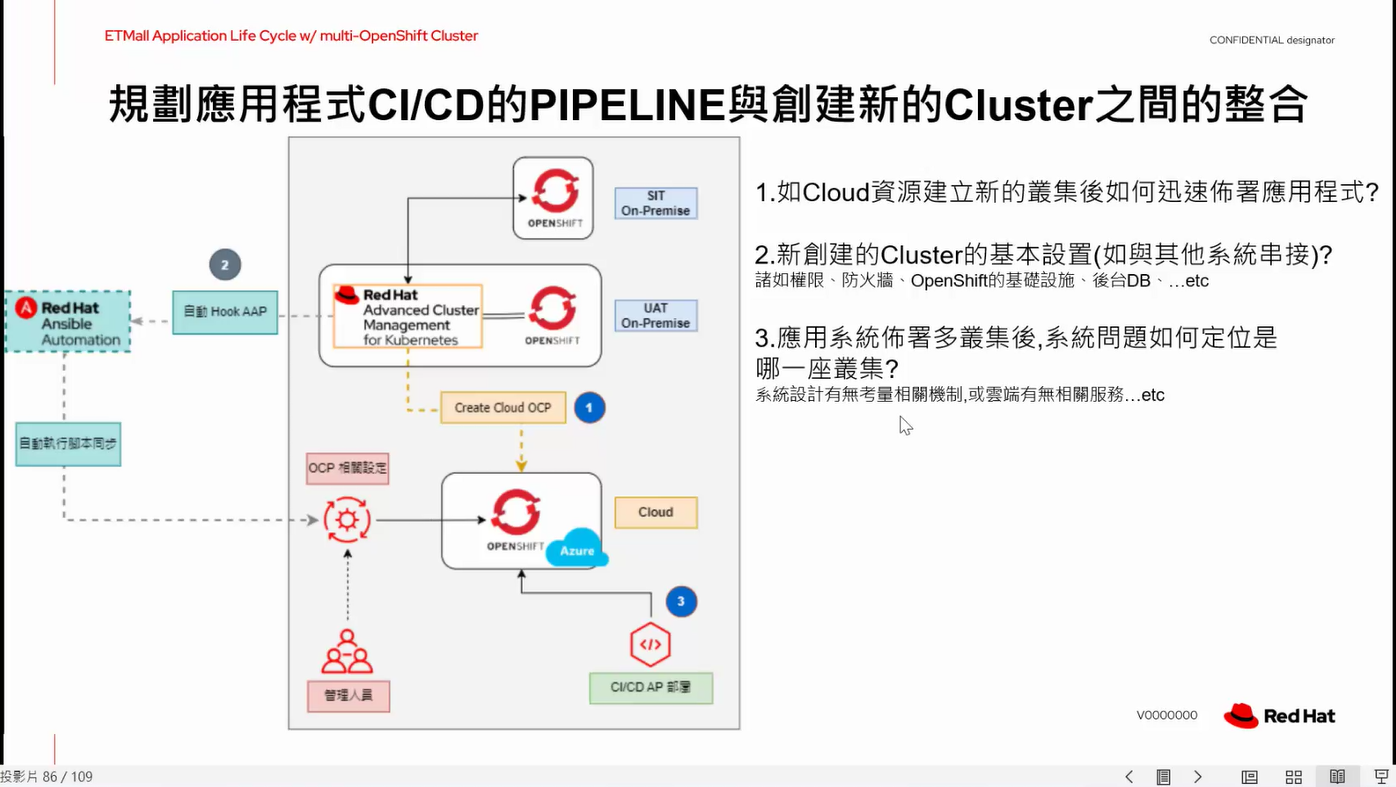 ETMall Application Life Cycle w/ multi-OpenShift Cluster
CONFIDENTIAL designator
規劃應用程式CI/CD的PIPELINE與創建新的Cluster之間的整合
OPENSHIFT
SIT
On-Premise
2
Red Hat
Ansible
Automation
自動 Hook AAP
Red Hat
Advanced Cluster
Management
for Kubernetes
OPENSHIFT
UAT
On-Premise
Create Cloud OCP
1
自動執行腳本同步
OCP 相關設定
OPENSHIFT
Azure
Cloud
3
管理人員
CI/CD AP 部署
1.如Cloud資源建立新的叢集後如何迅速佈署應用程式?
2.新創建的Cluster的基本設置(如與其他系統串接)?
諸如權限、防火牆、OpenShift的基礎設施、後台DB、…etc
3.應用系統佈署多叢集後,系統問題如何定位是
哪一座叢集?
系統設計有無考量相關機制,或雲端有無相關服務…etc
V0000000
Red Hat
投影片 86 / 109